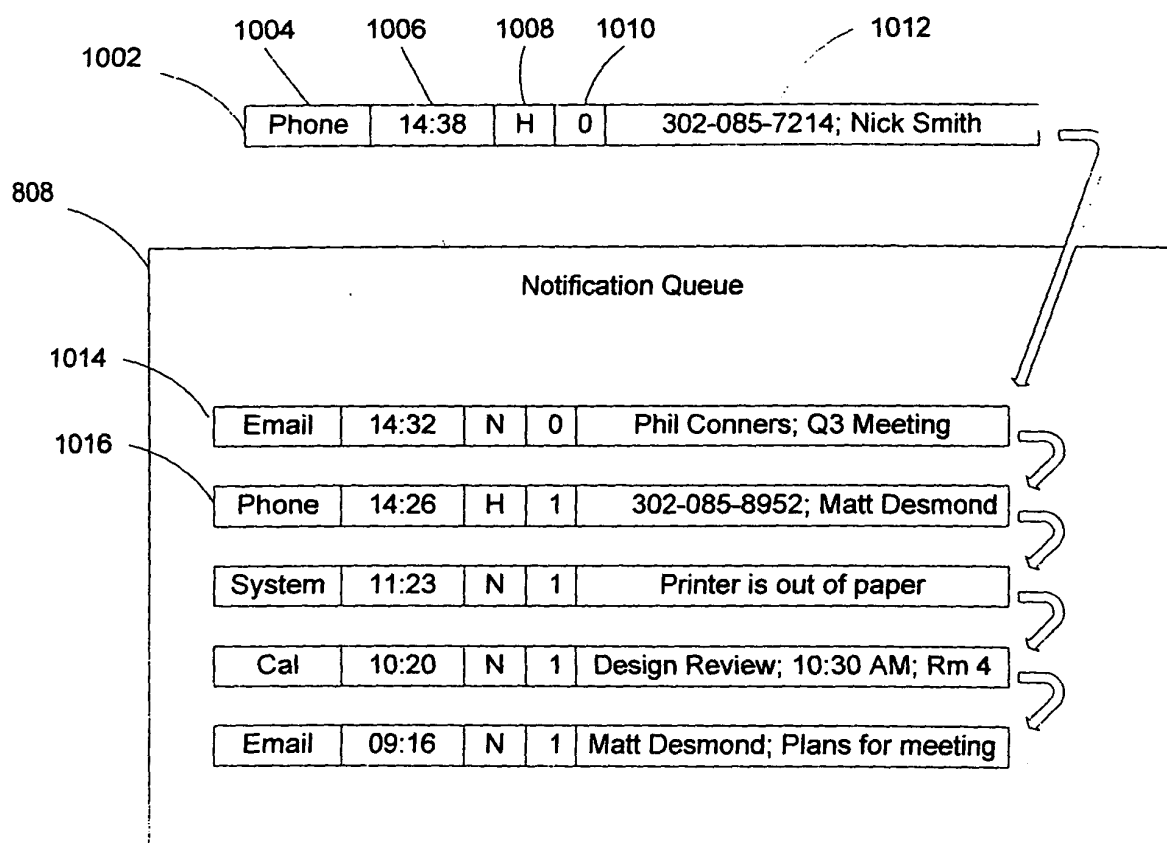 1004 1006 1008 1010 1012
1002
Phone 14:38 H 0 302-085-7214; Nick Smith
808
Notification Queue
1014
Email 14:32 N 0 Phil Conners; Q3 Meeting
1016
Phone 14:26 H 1 302-085-8952; Matt Desmond
System 11:23 N 1 Printer is out of paper
Cal 10:20 N 1 Design Review; 10:30 AM; Rm 4
Email 09:16 N 1 Matt Desmond; Plans for meeting